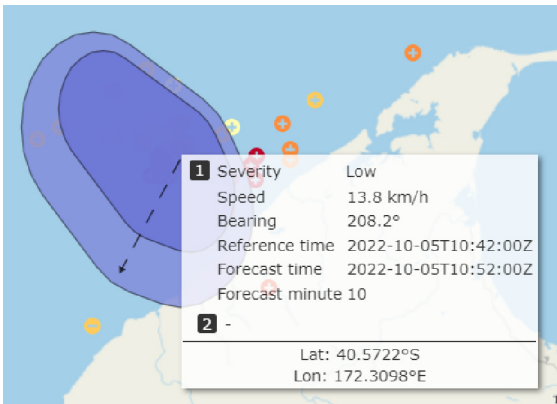 1 Severity Low
Speed 13.8 km/h
Bearing 208.2°
Reference time 2022-10-05T10:42:00Z
Forecast time 2022-10-05T10:52:00Z
Forecast minute 10
2 -
Lat: 40.5722°S
Lon: 172.3098°E